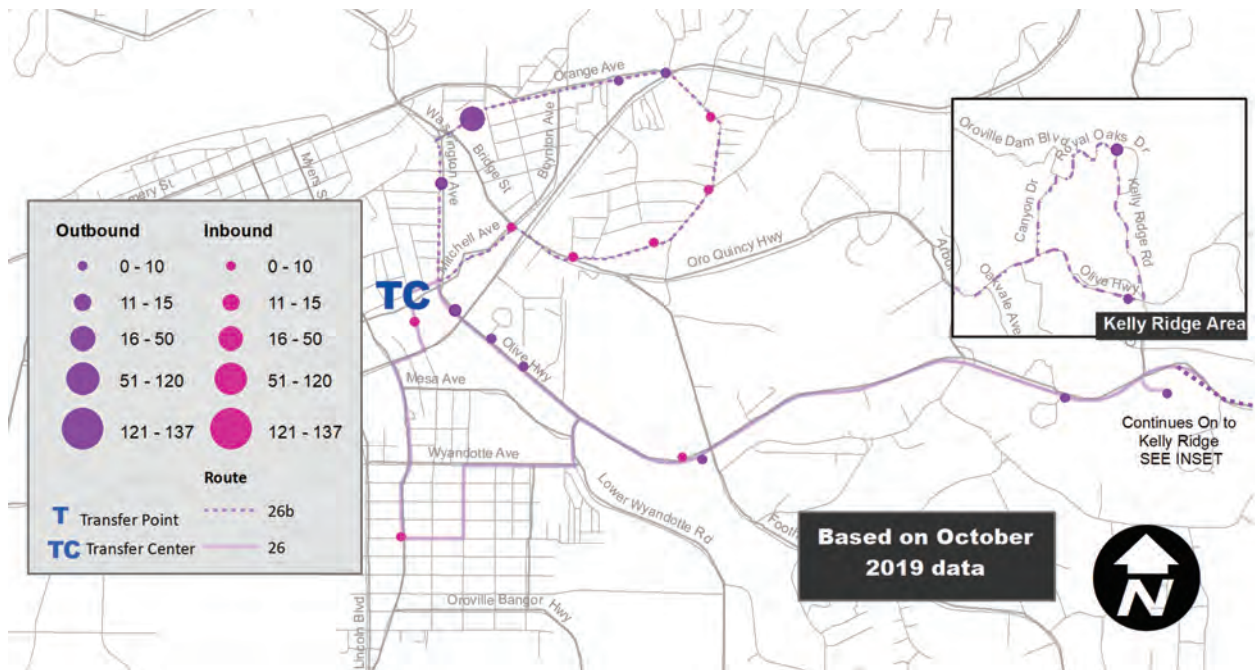 Orange Ave
Washington Ave
Bridge St
Boynton Ave
Myers S
mery St
Mitchell Ave
Oro Quincy Hwy
TC
Olive Hwy
Mesa Ave
Wyandotte Ave
Lower Wyandotte Rd
Oroville Bangor Hwy
Lincoln Blvd
Footh
Arbor
Outbound
Inbound
0 - 10
0 - 10
11 - 15
11 - 15
16 - 50
16 - 50
51 - 120
51 - 120
121 - 137
121 - 137
Route
T Transfer Point
26b
TC Transfer Center
26
Oroville Dam Blvd
Royal Oaks Dr
Canyon Dr
Kelly Ridge Rd
Olive Hwy
Oakvale Ave
Kelly Ridge Area
Continues On to
Kelly Ridge
SEE INSET
Based on October
2019 data
N